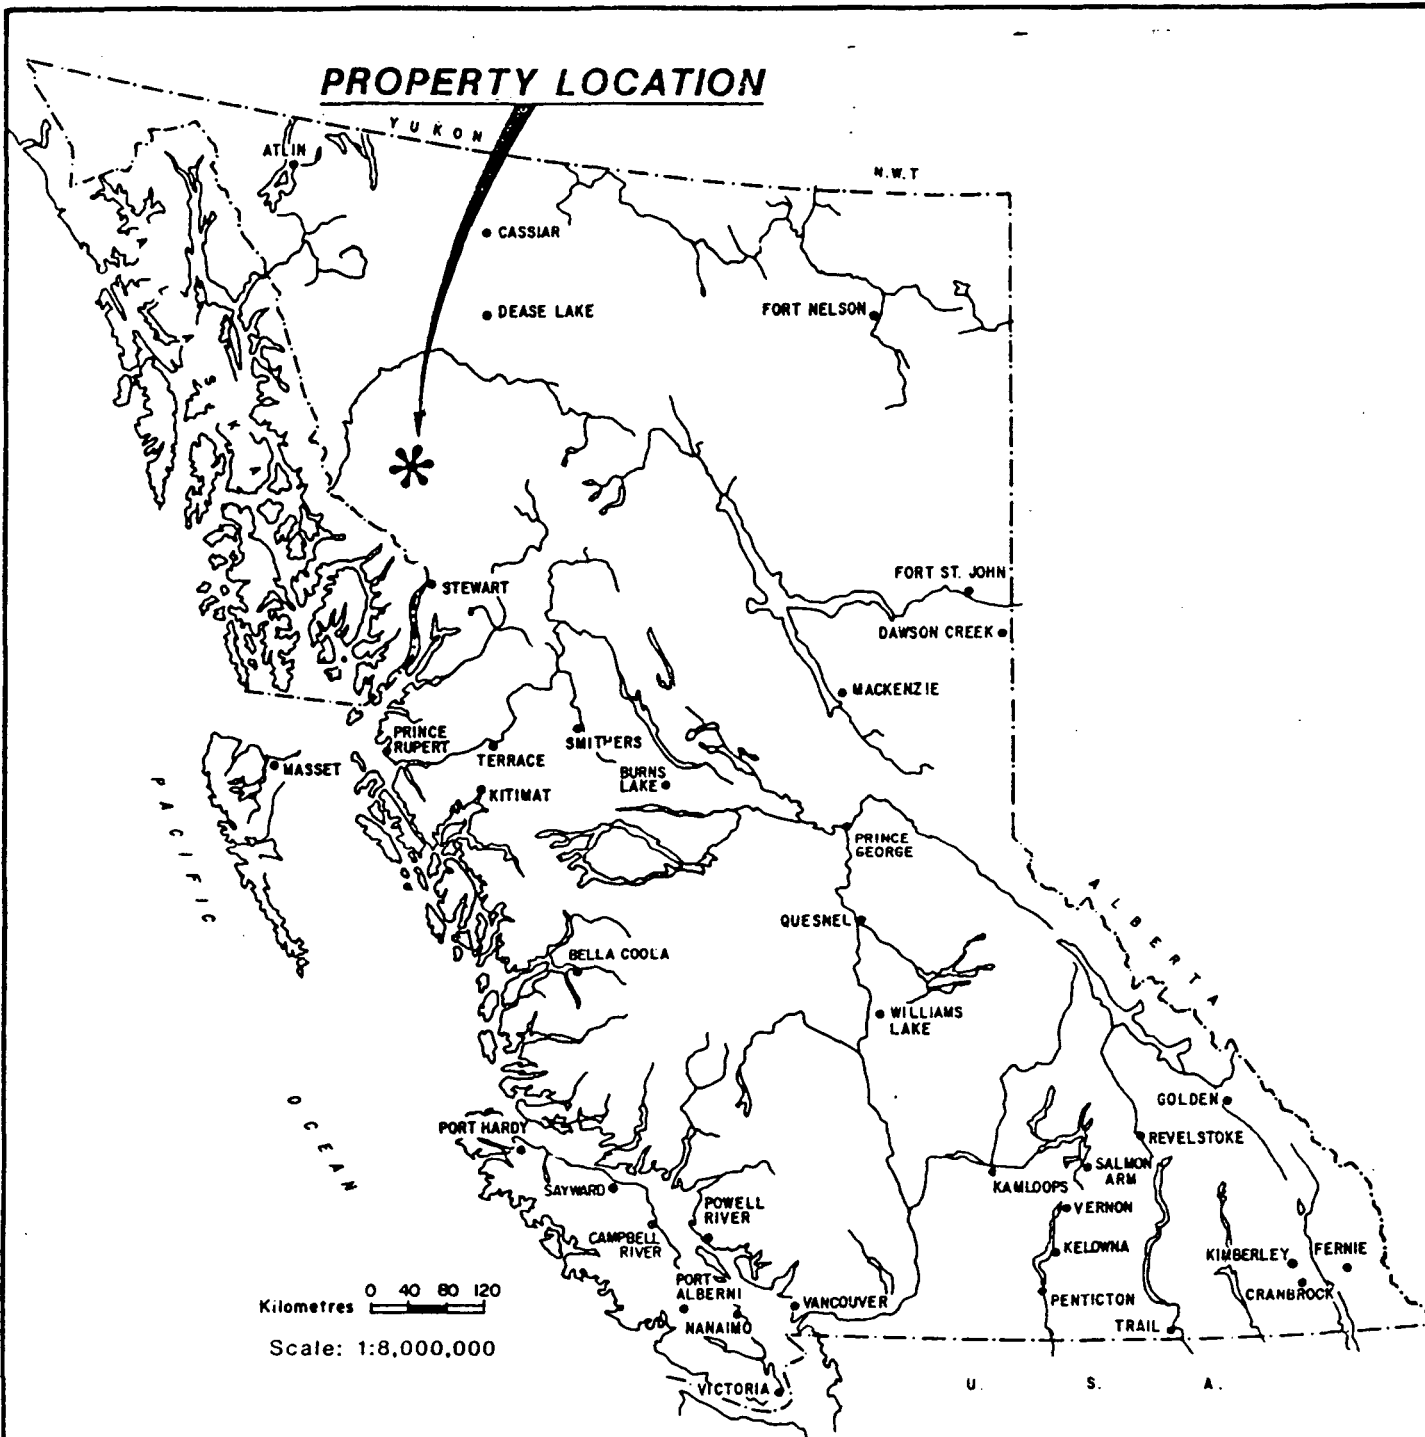 PROPERTY LOCATION
YUKON
N.W.T
ATLIN
CASSIAR
DEASE LAKE
FORT NELSON
ALASKA
STEWART
FORT ST. JOHN
DAWSON CREEK
MACKENZIE
PRINCE
RUPERT
TERRACE
SMITHERS
MASSET
KITIMAT
BURNS
LAKE
PACIFIC
OCEAN
PRINCE
GEORGE
ALBERTA
QUESNEL
BELLA COOLA
WILLIAMS
LAKE
GOLDEN
PORT HARDY
REVELSTOKE
SALMON
ARM
KAMLOOPS
SAYWARD
POWELL
RIVER
VERNON
CAMPBELL
RIVER
KELOWNA
KIMBERLEY
FERNIE
PORT
ALBERNI
CRANBROCK
PENTICTON
VANCOUVER
NANAIMO
TRAIL
VICTORIA
U. S. A.
0 40 80 120
Kilometres
Scale: 1:8,000,000